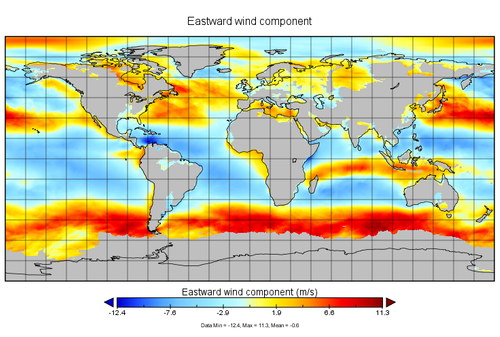 Eastward wind component
Eastward wind component (m/s)
-12.4 -7.6 -2.9 1.9 6.6 11.3
Data Min = -12.4, Max = 11.3, Mean = -0.6